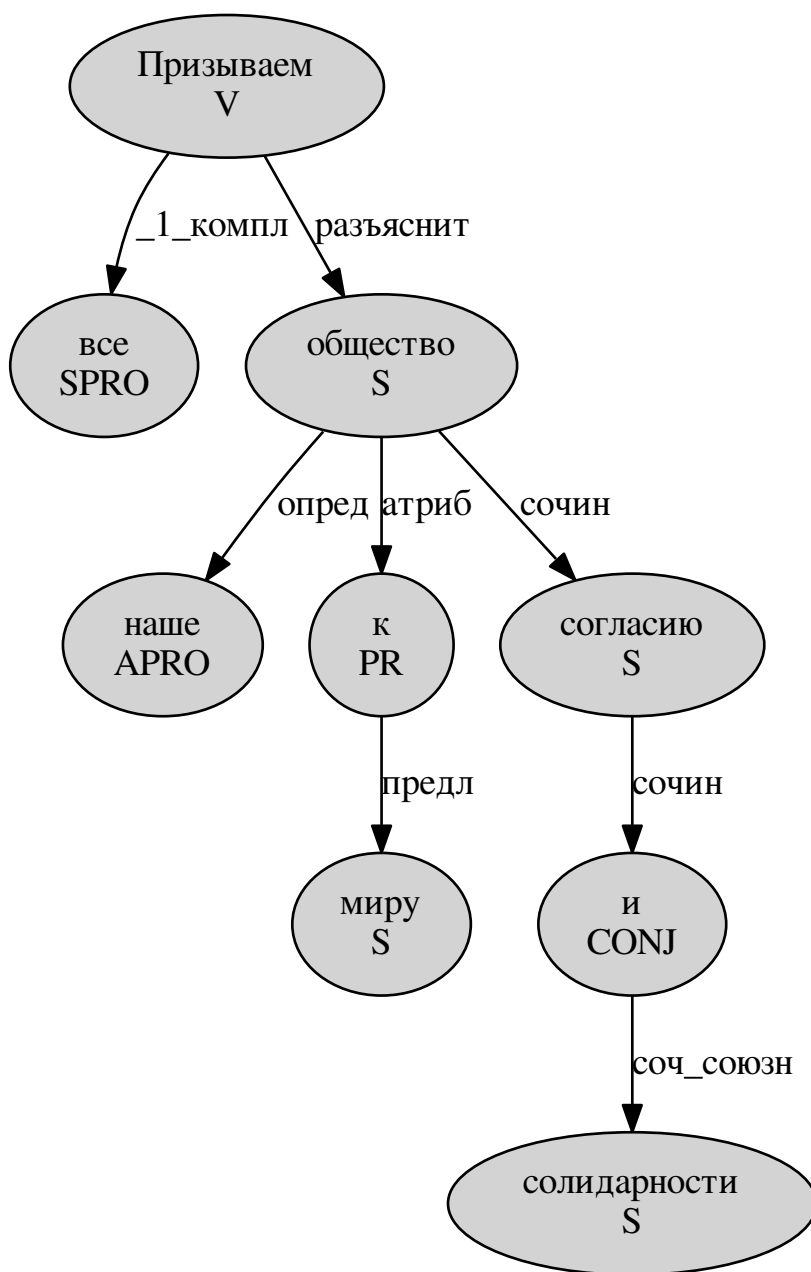 Призываем
V
_1_компл разъяснит
все
SPRO
общество
S
опред атриб сочин
наше
APRO
к
PR
согласию
S
предл сочин
миру
S
и
CONJ
соч_союзн
солидарности
S